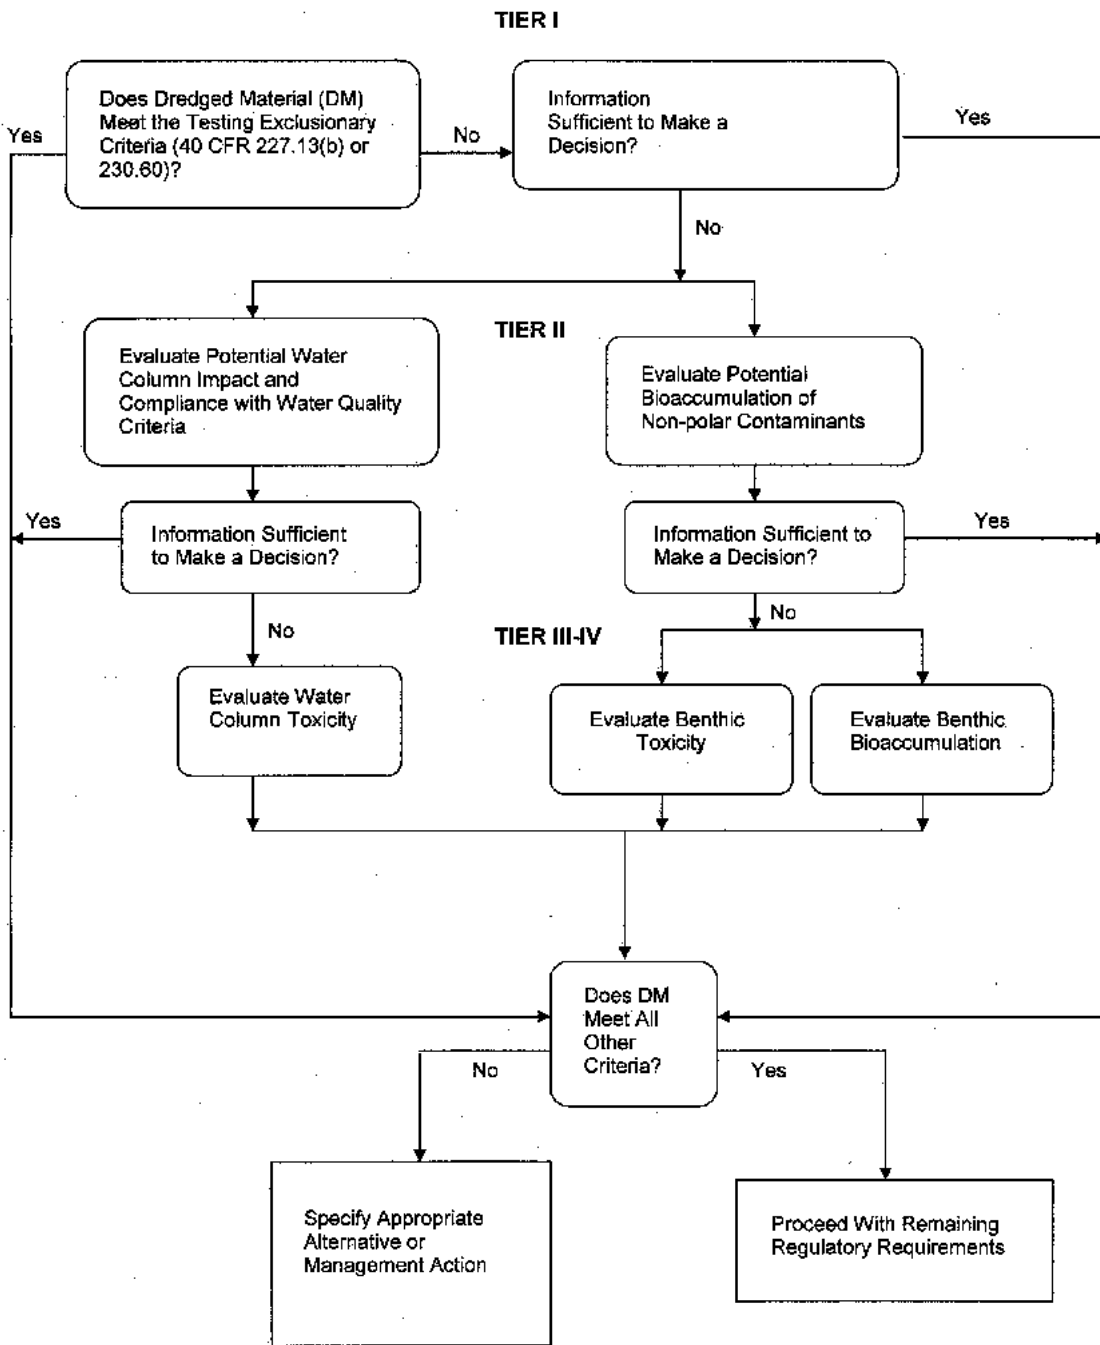 TIER I
Does Dredged Material (DM)
Meet the Testing Exclusionary
Criteria (40 CFR 227.13(b) or
230.60)?
Yes
No
Information
Sufficient to Make a
Decision?
Yes
No
TIER II
Evaluate Potential Water
Column Impact and
Compliance with Water Quality
Criteria
Evaluate Potential
Bioaccumulation of
Non-polar Contaminants
Yes
Information Sufficient
to Make a Decision?
Information Sufficient to
Make a Decision?
Yes
No
No
TIER III-IV
Evaluate Water
Column Toxicity
Evaluate Benthic
Toxicity
Evaluate Benthic
Bioaccumulation
Does DM
Meet All
Other
Criteria?
No
Yes
Specify Appropriate
Alternative or
Management Action
Proceed With Remaining
Regulatory Requirements